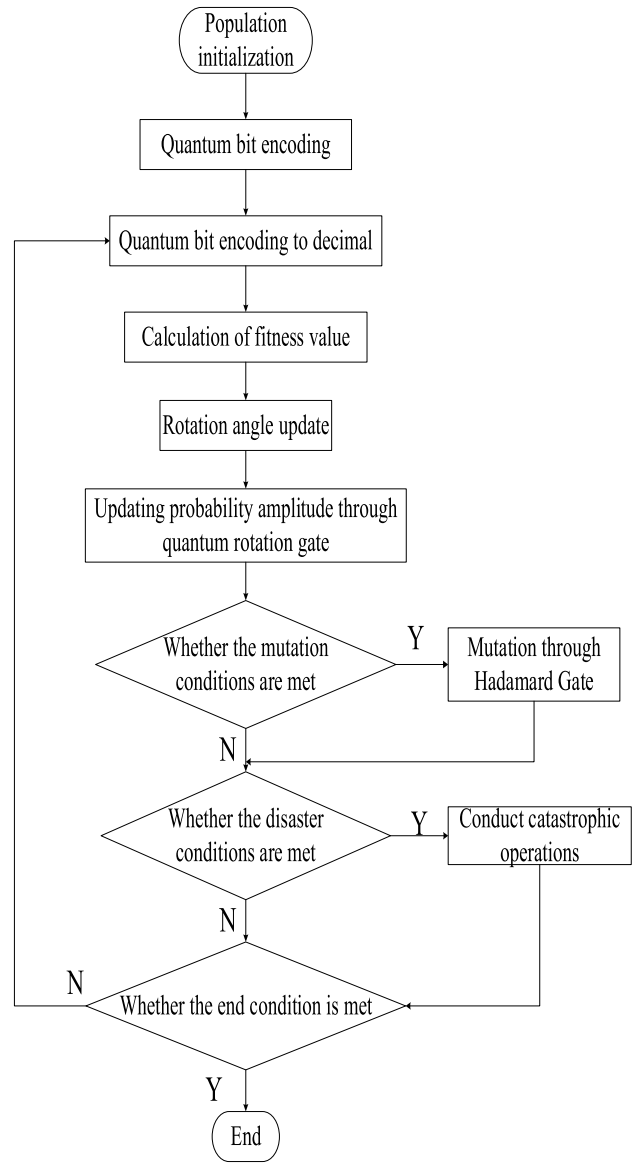 Population
initialization
Quantum bit encoding
Quantum bit encoding to decimal
Calculation of fitness value
Rotation angle update
Updating probability amplitude through
quantum rotation gate
Whether the mutation
conditions are met
Y
Mutation through
Hadamard Gate
N
Whether the disaster
conditions are met
Y
Conduct catastrophic
operations
N
Whether the end condition is met
N
Y
End